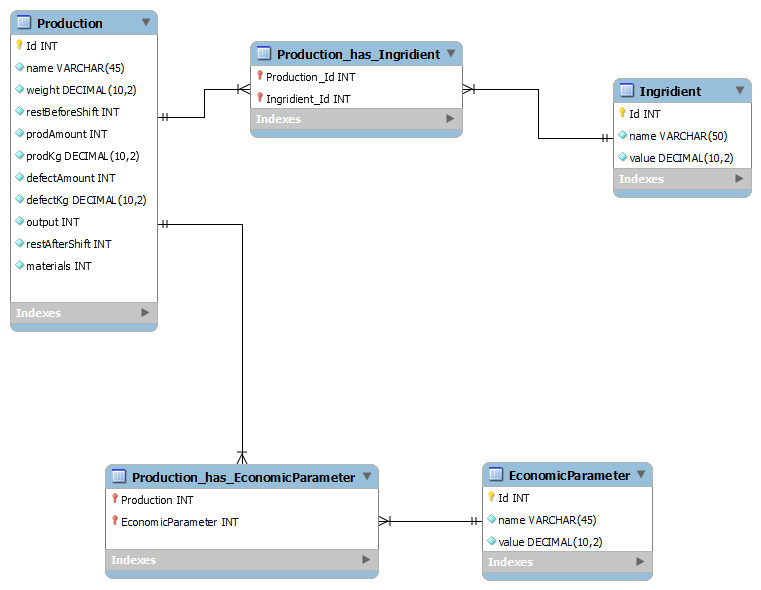 Production
Id INT
name VARCHAR(45)
weight DECIMAL(10,2)
restBeforeShift INT
prodAmount INT
prodKg DECIMAL(10,2)
defectAmount INT
defectKg DECIMAL(10,2)
output INT
restAfterShift INT
materials INT
Indexes
Production_has_Ingridient
Production_Id INT
Ingridient_Id INT
Indexes
Ingridient
Id INT
name VARCHAR(50)
value DECIMAL(10,2)
Indexes
Production_has_EconomicParameter
Production INT
EconomicParameter INT
Indexes
EconomicParameter
Id INT
name VARCHAR(45)
value DECIMAL(10,2)
Indexes